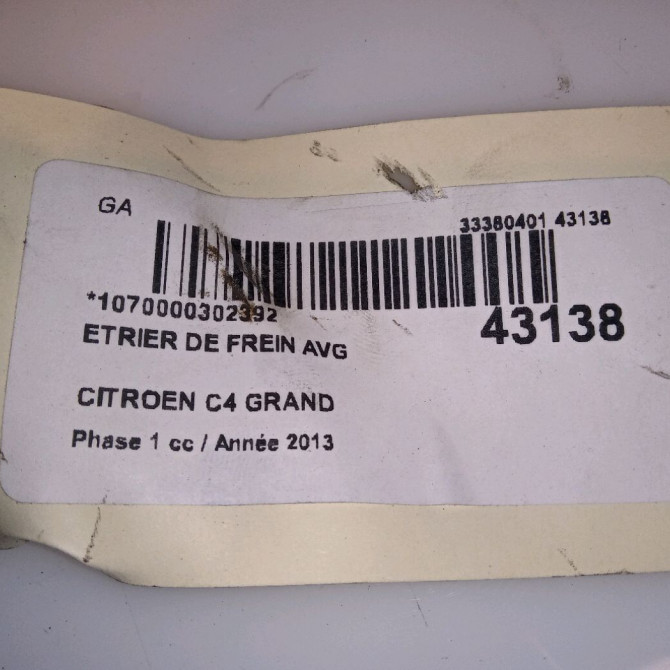 GA
33380401 43138
*1070000302392
43138
ETRIER DE FREIN AVG
CITROEN C4 GRAND
Phase 1 cc / Année 2013